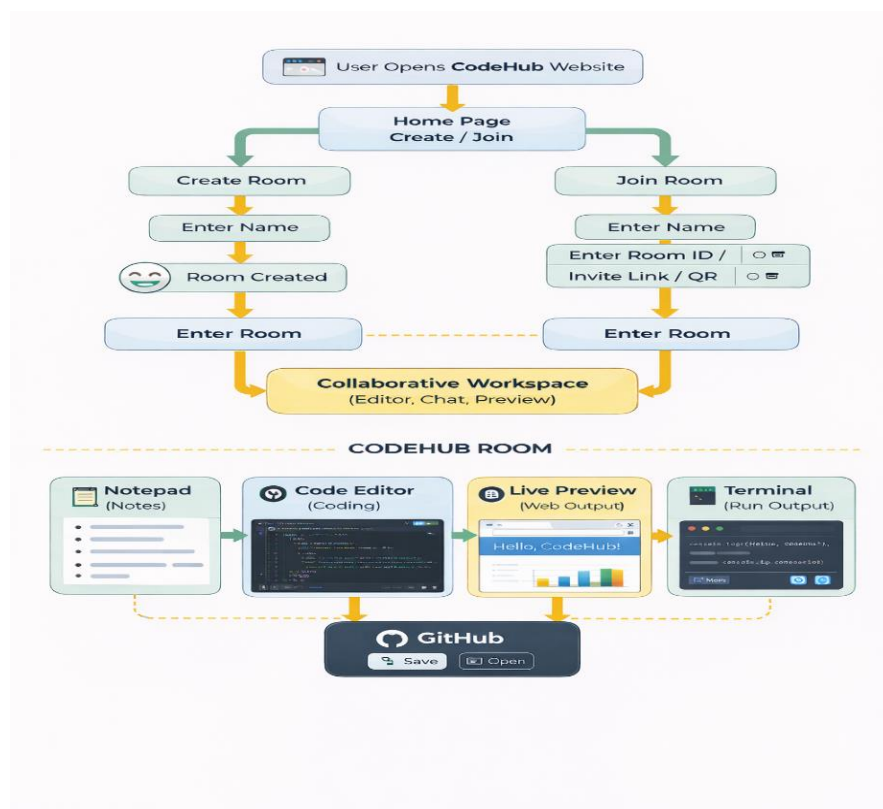 User Opens CodeHub Website
Home Page
Create / Join
Create Room
Join Room
Enter Name
Enter Name
Enter Room ID /
Invite Link / QR
Room Created
Enter Room
Enter Room
Collaborative Workspace
(Editor, Chat, Preview)
CODEHUB ROOM
Notepad
(Notes)
Code Editor
(Coding)
Live Preview
(Web Output)
Hello, CodeHub!
Terminal
(Run Output)
GitHub
Save
Open